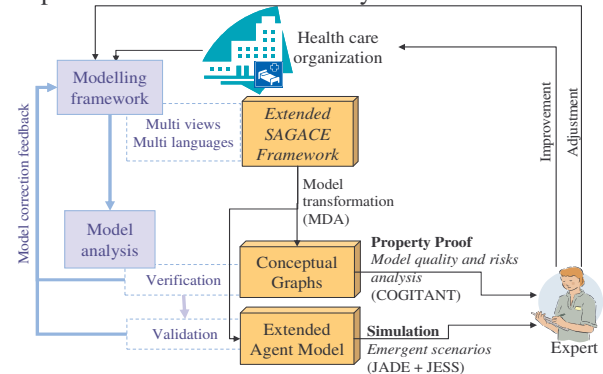 Health care
organization
Modelling
framework
Multi views
Multi languages
Extended
SAGACE
Framework
Improvement
Adjustment
Model correction feedback
Model
transformation
(MDA)
Model
analysis
Verification
Conceptual
Graphs
Property Proof
Model quality and risks
analysis
(COGITANT)
Validation
Extended
Agent Model
Simulation
Emergent scenarios
(JADE + JESS)
Expert